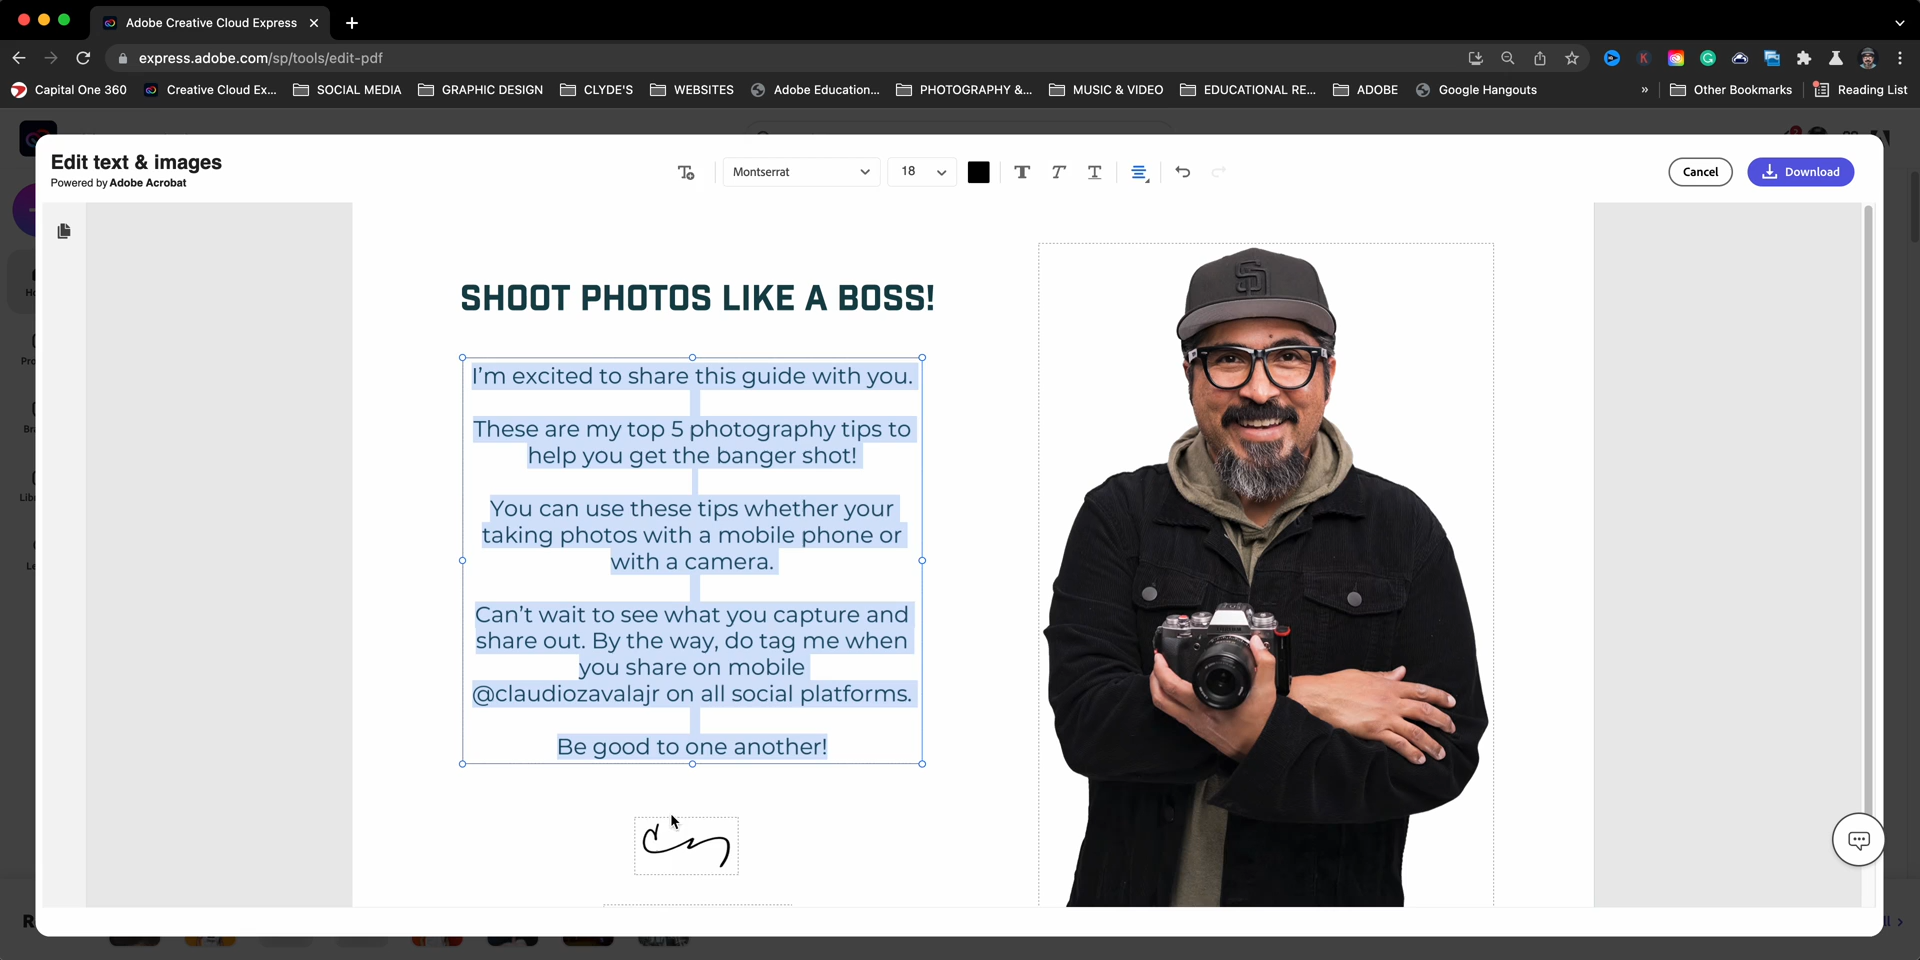 Adobe Creative Cloud Express
express.adobe.com/sp/tools/edit-pdf
Capital One 360
Creative Cloud Ex...
SOCIAL MEDIA
GRAPHIC DESIGN
CLYDE'S
WEBSITES
Adobe Education...
PHOTOGRAPHY &...
MUSIC & VIDEO
EDUCATIONAL RE...
ADOBE
Google Hangouts
»
Other Bookmarks
Reading List
Edit text & images
Powered by Adobe Acrobat
Montserrat
18
Cancel
Download
SHOOT PHOTOS LIKE A BOSS!
I'm excited to share this guide with you.
These are my top 5 photography tips to
help you get the banger shot!
You can use these tips whether your
taking photos with a mobile phone or
with a camera.
Can't wait to see what you capture and
share out. By the way, do tag me when
you share on mobile
@claudiozavalajr on all social platforms.
Be good to one another!
SD